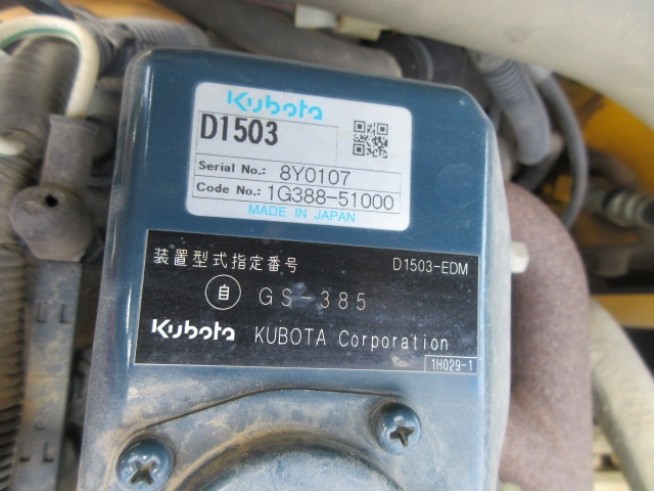 Kubota
D1503
Serial No.: 8Y0107
Code No.: 1G388-51000
MADE IN JAPAN
装置型式指定番号 D1503-EDM
自 GS-385
Kubota KUBOTA Corporation
1H029-1